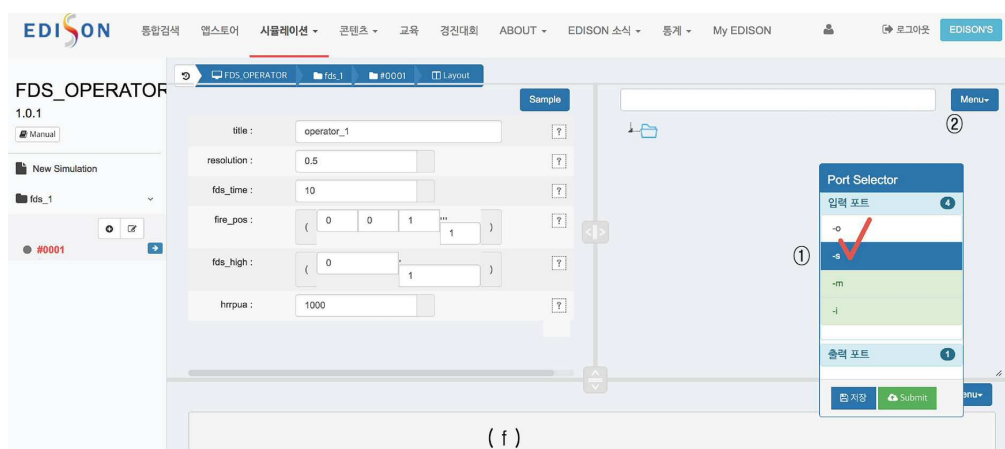 EDISON 통합검색 앱스토어 시뮬레이션 콘텐츠 교육 경진대회 ABOUT EDISON 소식 통계 My EDISON 로그아웃 EDISON'S
FDS_OPERATOR fds_1 #0001 Layout
FDS_OPERATOR
1.0.1
Manual
New Simulation
fds_1
#0001
Sample
title : operator_1 ?
resolution : 0.5 ?
fds_time : 10 ?
fire_pos : ( 0 0 1 ''' 1 ) ?
fds_high : ( 0 ' 1 ) ?
hrrpua : 1000 ?
Menu
②
Port Selector
입력 포트 4
-o
① -s
-m
-i
출력 포트 1
저장 Submit
enu
( f )